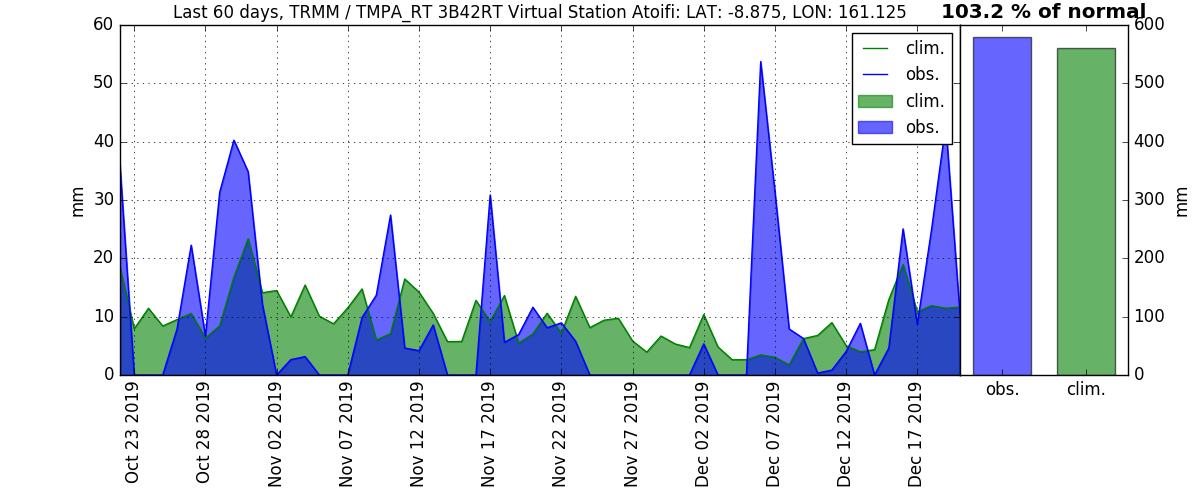 Last 60 days, TRMM / TMPA_RT 3B42RT Virtual Station Atoifi: LAT: -8.875, LON: 161.125
103.2 % of normal
60
50
40
30
20
10
0
mm
clim.
obs.
clim.
obs.
600
500
400
300
200
100
0
mm
Oct 23 2019
Oct 28 2019
Nov 02 2019
Nov 07 2019
Nov 12 2019
Nov 17 2019
Nov 22 2019
Nov 27 2019
Dec 02 2019
Dec 07 2019
Dec 12 2019
Dec 17 2019
obs.
clim.